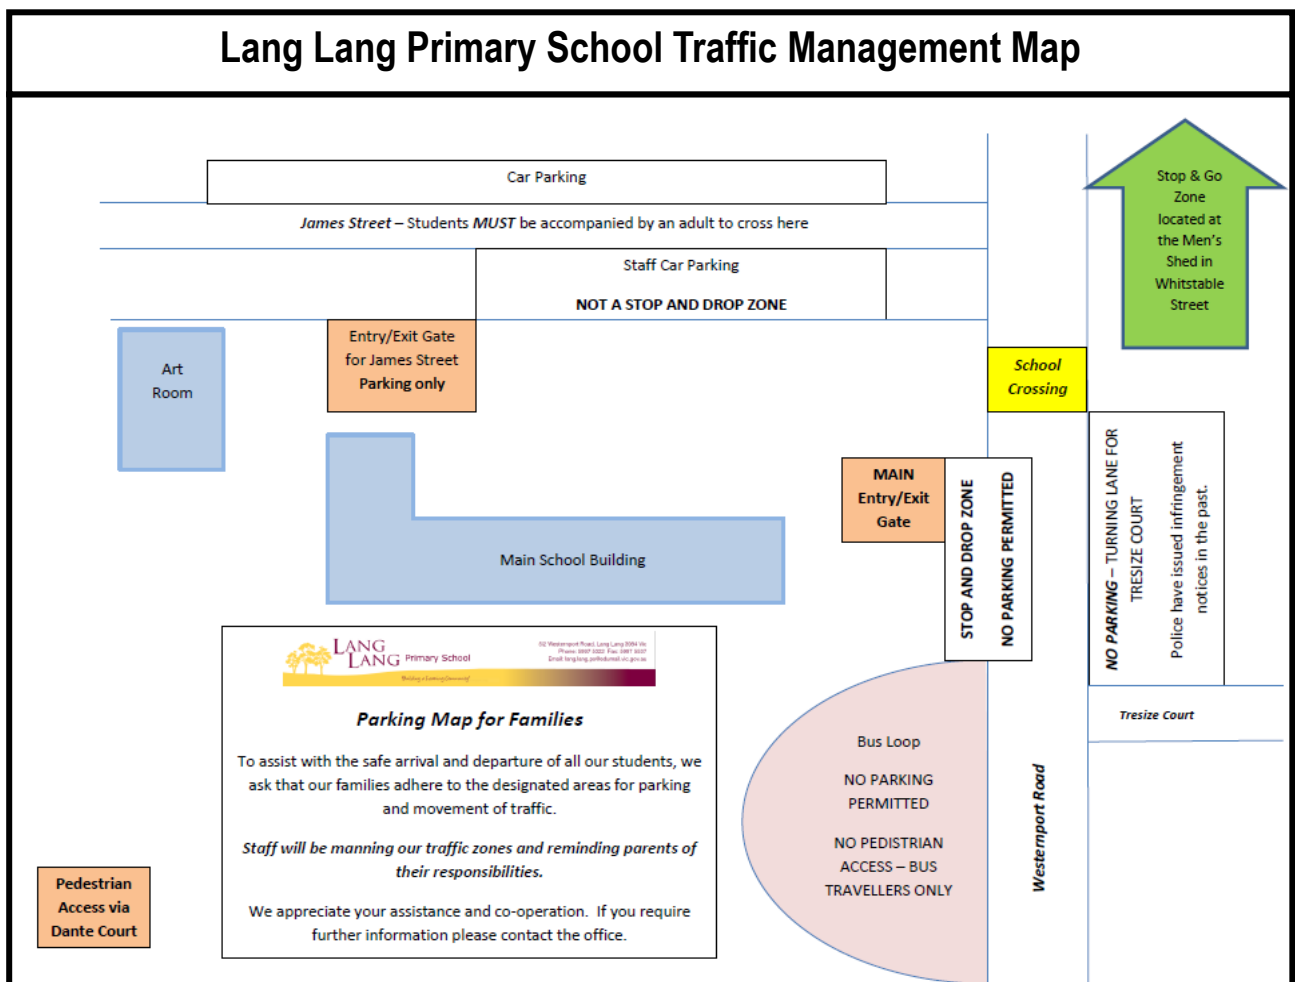 Lang Lang Primary School Traffic Management Map
Car Parking
James Street – Students MUST be accompanied by an adult to cross here
Staff Car Parking
NOT A STOP AND DROP ZONE
Stop & Go
Zone
located at
the Men's
Shed in
Whitstable
Street
Art
Room
Entry/Exit Gate
for James Street
Parking only
School
Crossing
MAIN
Entry/Exit
Gate
STOP AND DROP ZONE
NO PARKING PERMITTED
NO PARKING – TURNING LANE FOR
TRESIZE COURT
Police have issued infringement
notices in the past.
Main School Building
LANG
LANG Primary School
Building a Learning Community!
Parking Map for Families
To assist with the safe arrival and departure of all our students, we
ask that our families adhere to the designated areas for parking
and movement of traffic.
Staff will be manning our traffic zones and reminding parents of
their responsibilities.
We appreciate your assistance and co-operation.  If you require
further information please contact the office.
Bus Loop
NO PARKING
PERMITTED
NO PEDISTRIAN
ACCESS – BUS
TRAVELLERS ONLY
Westernport Road
Tresize Court
Pedestrian
Access via
Dante Court